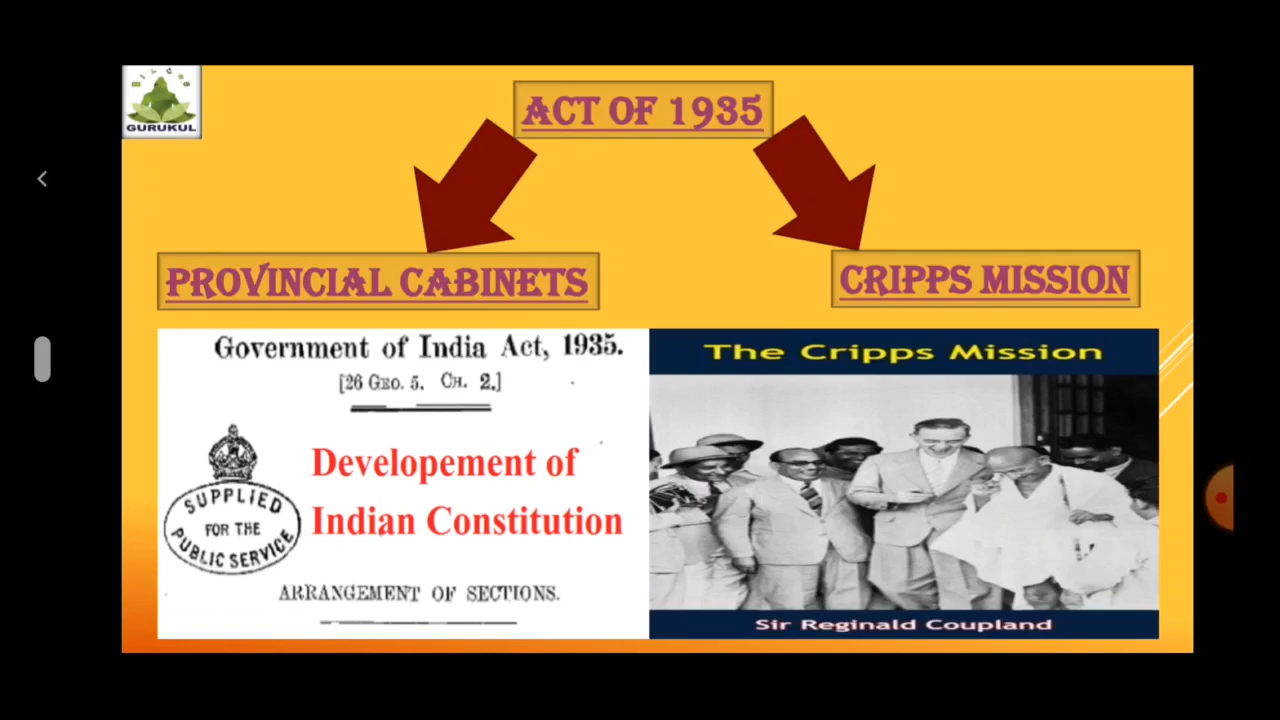 GURUKUL
ACT OF 1935
PROVINCIAL CABINETS
CRIPPS MISSION
Government of India Act, 1935.
[26 GEO. 5. CH. 2.]
SUPPLIED
FOR THE
PUBLIC SERVICE
Developement of
Indian Constitution
ARRANGEMENT OF SECTIONS.
The Cripps Mission
Sir Reginald Coupland